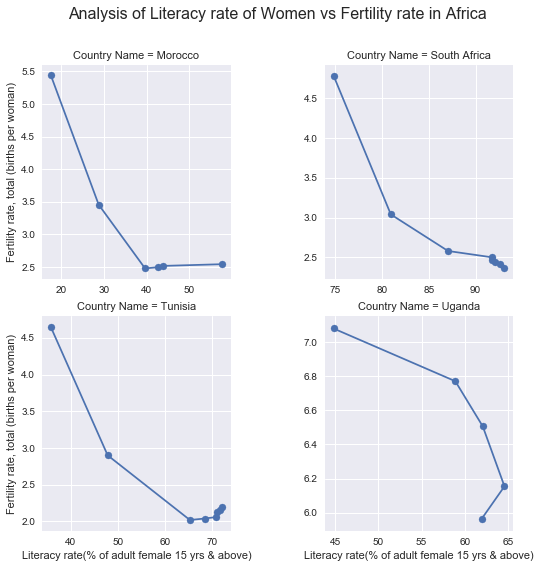 Analysis of Literacy rate of Women vs Fertility rate in Africa
Country Name = Morocco
Fertility rate, total (births per woman)
5.5
5.0
4.5
4.0
3.5
3.0
2.5
20 30 40 50
Country Name = South Africa
4.5
4.0
3.5
3.0
2.5
75 80 85 90
Country Name = Tunisia
Fertility rate, total (births per woman)
4.5
4.0
3.5
3.0
2.5
2.0
40 50 60 70
Literacy rate(% of adult female 15 yrs & above)
Country Name = Uganda
7.0
6.8
6.6
6.4
6.2
6.0
45 50 55 60 65
Literacy rate(% of adult female 15 yrs & above)